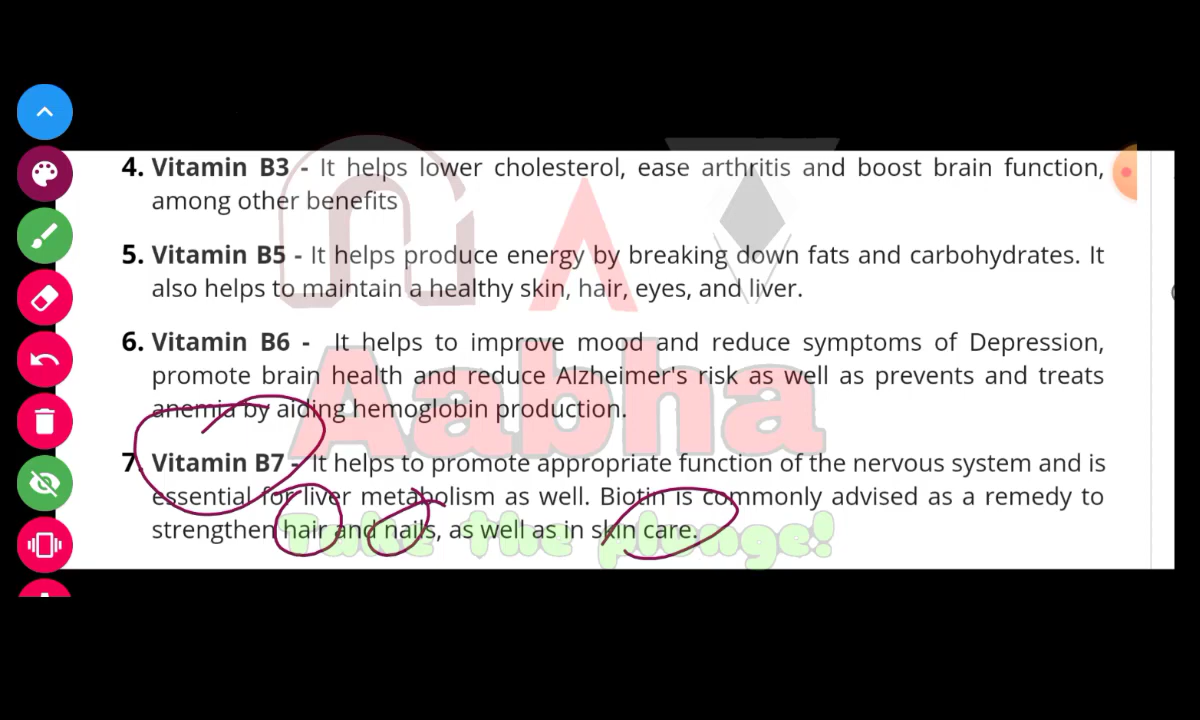 4. Vitamin B3 - It helps lower cholesterol, ease arthritis and boost brain function,
among other benefits
5. Vitamin B5 - It helps produce energy by breaking down fats and carbohydrates. It
also helps to maintain a healthy skin, hair, eyes, and liver.
6. Vitamin B6 - It helps to improve mood and reduce symptoms of Depression,
promote brain health and reduce Alzheimer's risk as well as prevents and treats
anemia by aiding hemoglobin production.
Aabha
7. Vitamin B7 - It helps to promote appropriate function of the nervous system and is
essential for liver metabolism as well. Biotin is commonly advised as a remedy to
strengthen hair and nails, as well as in skin care.
Take the plenge!